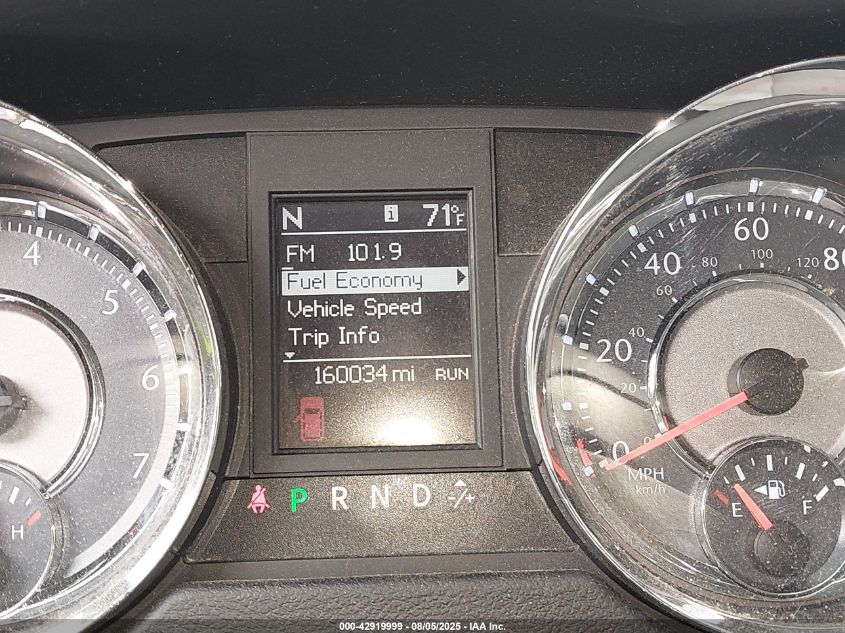 N i 71°F
FM 101.9
Fuel Economy
Vehicle Speed
Trip Info
160034 mi RUN
P R N D -/+
4
5
6
7
H
0 20 40 60 80
20 40 60 80 100 120
MPH
km/h
E F
000-42919999 | 08/05/2025 - IAA Inc.